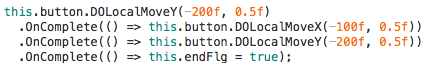 this.button.DOLocalMoveY(-200f, 0.5f)
.OnComplete(() => this.button.DOLocalMoveX(-100f, 0.5f))
.OnComplete(() => this.button.DOLocalMoveY(-200f, 0.5f))
.OnComplete(() => this.endFlg = true);